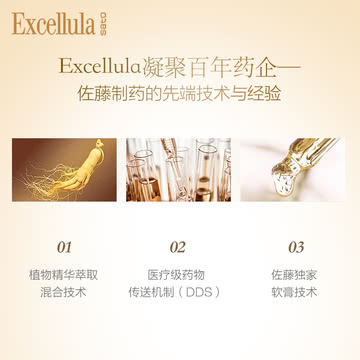 Excellula
sato
Excellula凝聚百年药企—
佐藤制药的先端技术与经验
01
植物精华萃取
混合技术
02
医疗级药物
传送机制（DDS）
03
佐藤独家
软膏技术